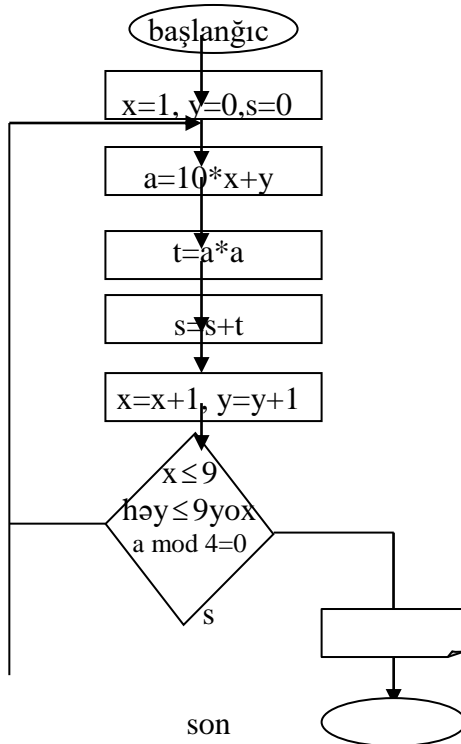 başlanğıc
x=1, y=0,s=0
a=10*x+y
t=a*a
s=s+t
x=x+1, y=y+1
x≤9
həy≤9yox
a mod 4=0
s
son